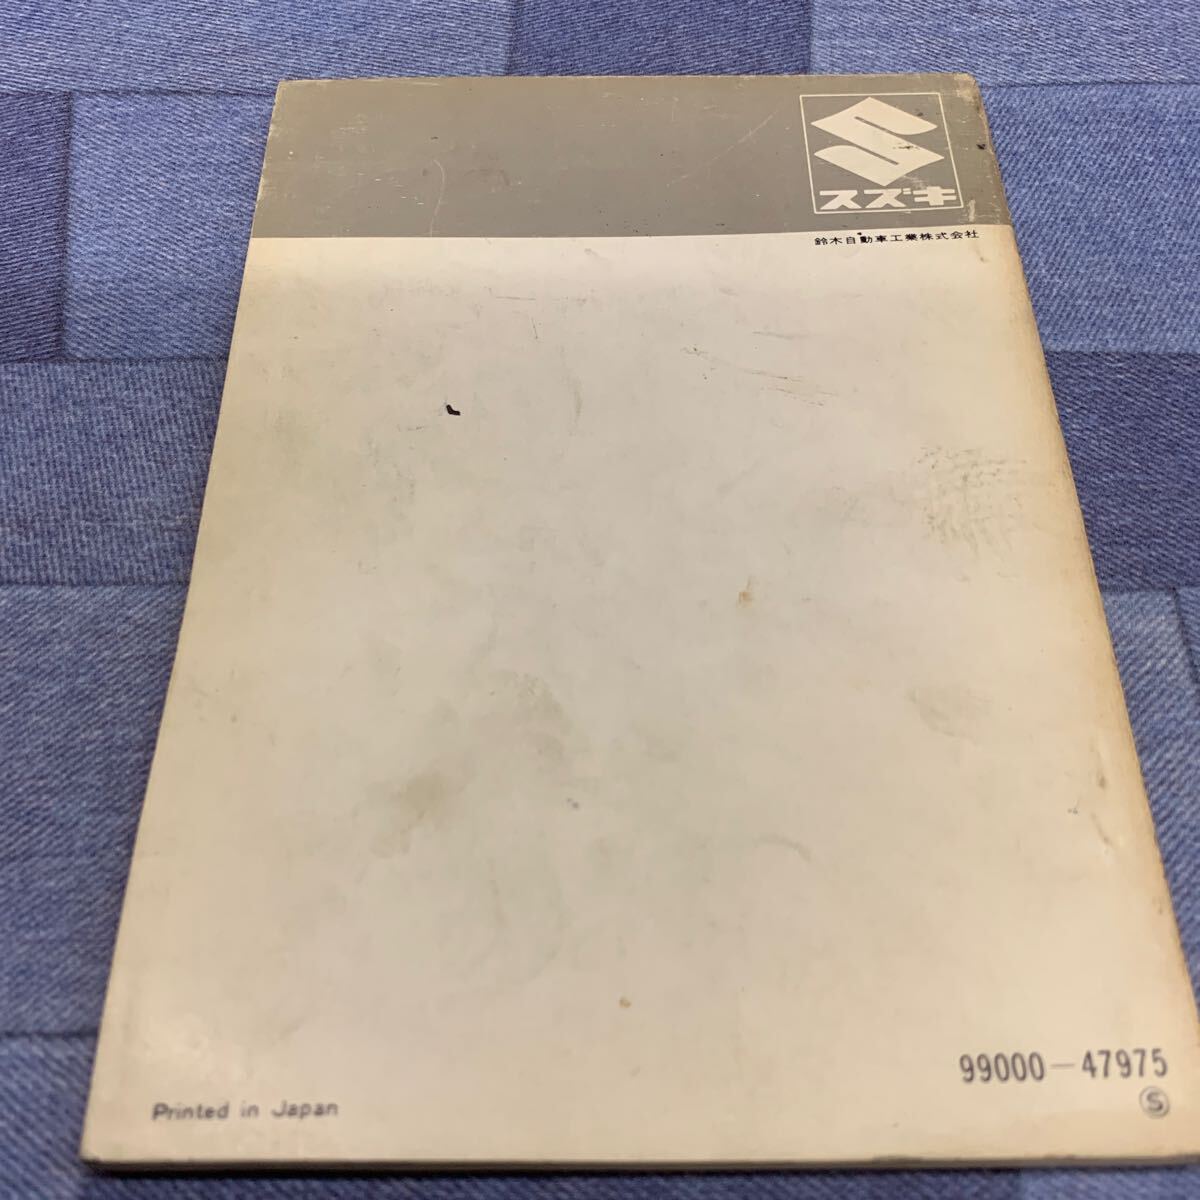 スズキ
鈴木自動車工業株式会社
99000-47975
Ⓢ
Printed in Japan